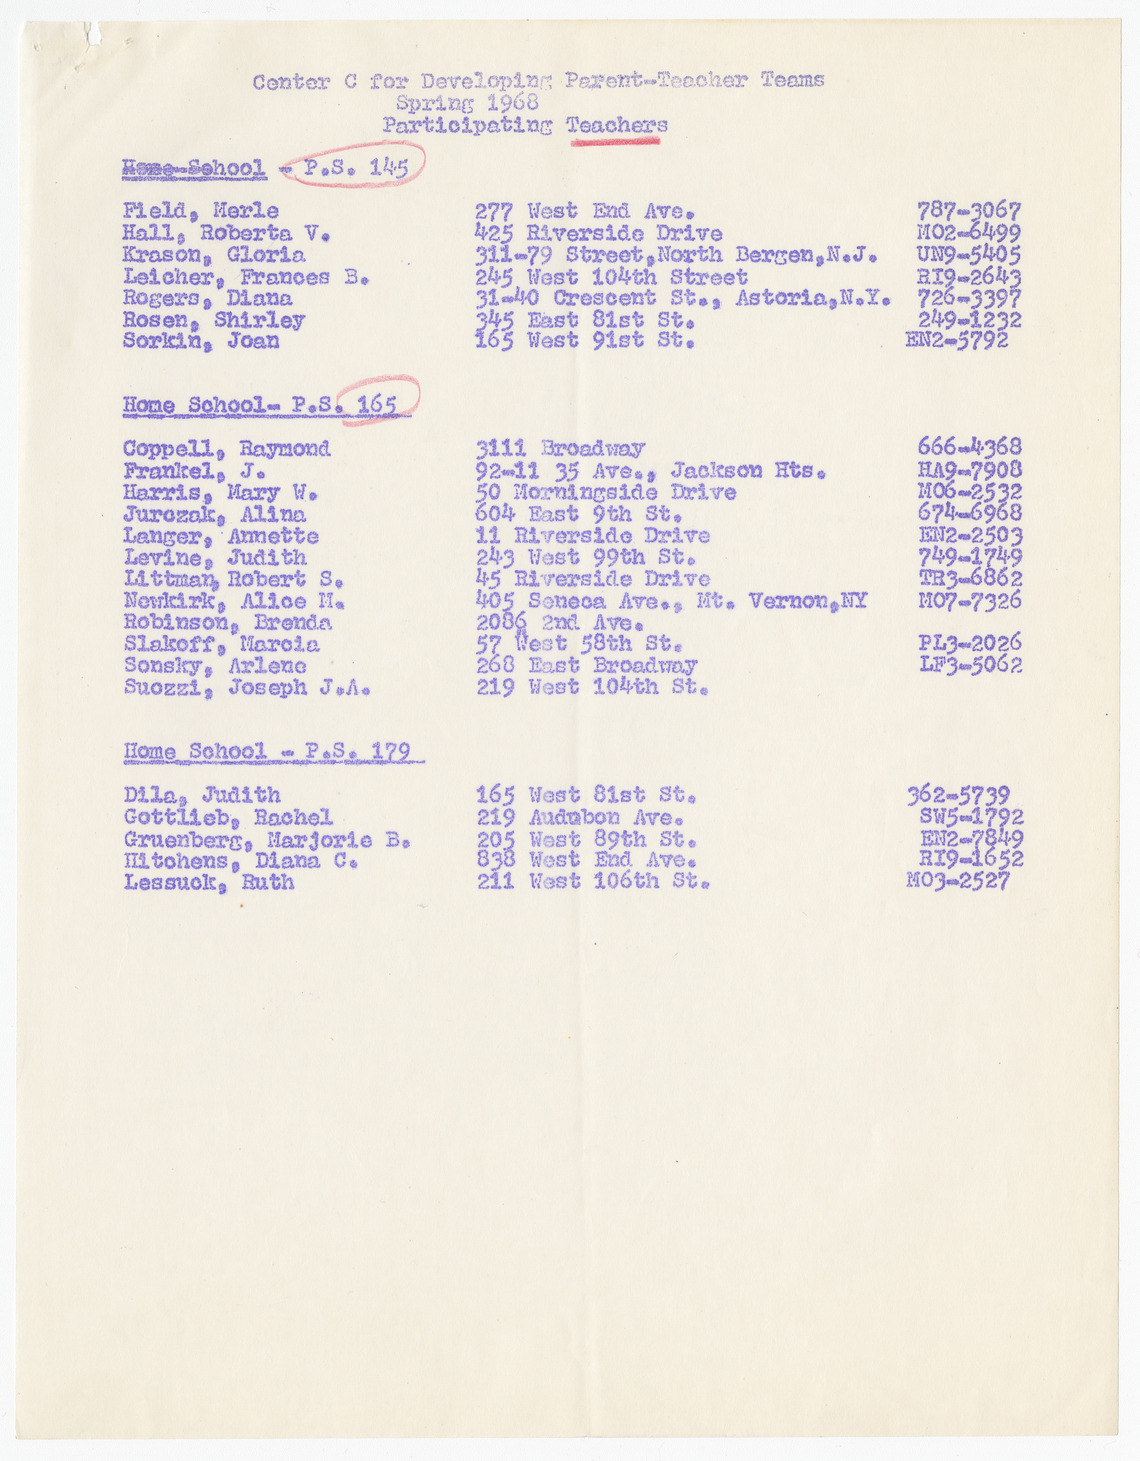 Center C for Developing Parent-Teacher Teams
Spring 1968
Participating Teachers
Home-School - P.S. 145
Field, Merle 277 West End Ave. 787-3067
Hall, Roberta V. 425 Riverside Drive MO2-6499
Krason, Gloria 311-79 Street,North Bergen,N.J. UN9-5405
Leicher, Frances B. 245 West 104th Street RI9-2643
Rogers, Diana 31-40 Crescent St., Astoria,N.Y. 726-3397
Rosen, Shirley 345 East 81st St. 249-1232
Sorkin, Joan 165 West 91st St. EN2-5792
Home School- P.S. 165
Coppell, Raymond 3111 Broadway 666-4368
Frankel, J. 92-11 35 Ave., Jackson Hts. HA9-7908
Harris, Mary W. 50 Morningside Drive MO6-2532
Jurczak, Alina 604 East 9th St. 674-6968
Langer, Annette 11 Riverside Drive EN2-2503
Levine, Judith 243 West 99th St. 749-1749
Littman, Robert S. 45 Riverside Drive TR3-6862
Newkirk, Alice M. 405 Seneca Ave., Mt. Vernon,NY MO7-7326
Robinson, Brenda 2086 2nd Ave.
Slakoff, Marcia 57 West 58th St. PL3-2026
Sonsky, Arlene 268 East Broadway LF3-5062
Suozzi, Joseph J.A. 219 West 104th St.
Home School - P.S. 179
Dila, Judith 165 West 81st St. 362-5739
Gottlieb, Rachel 219 Audubon Ave. SW5-1792
Gruenberg, Marjorie B. 205 West 89th St. EN2-7849
Hitchens, Diana C. 838 West End Ave. RI9-1652
Lessuck, Ruth 211 West 106th St. MO3-2527